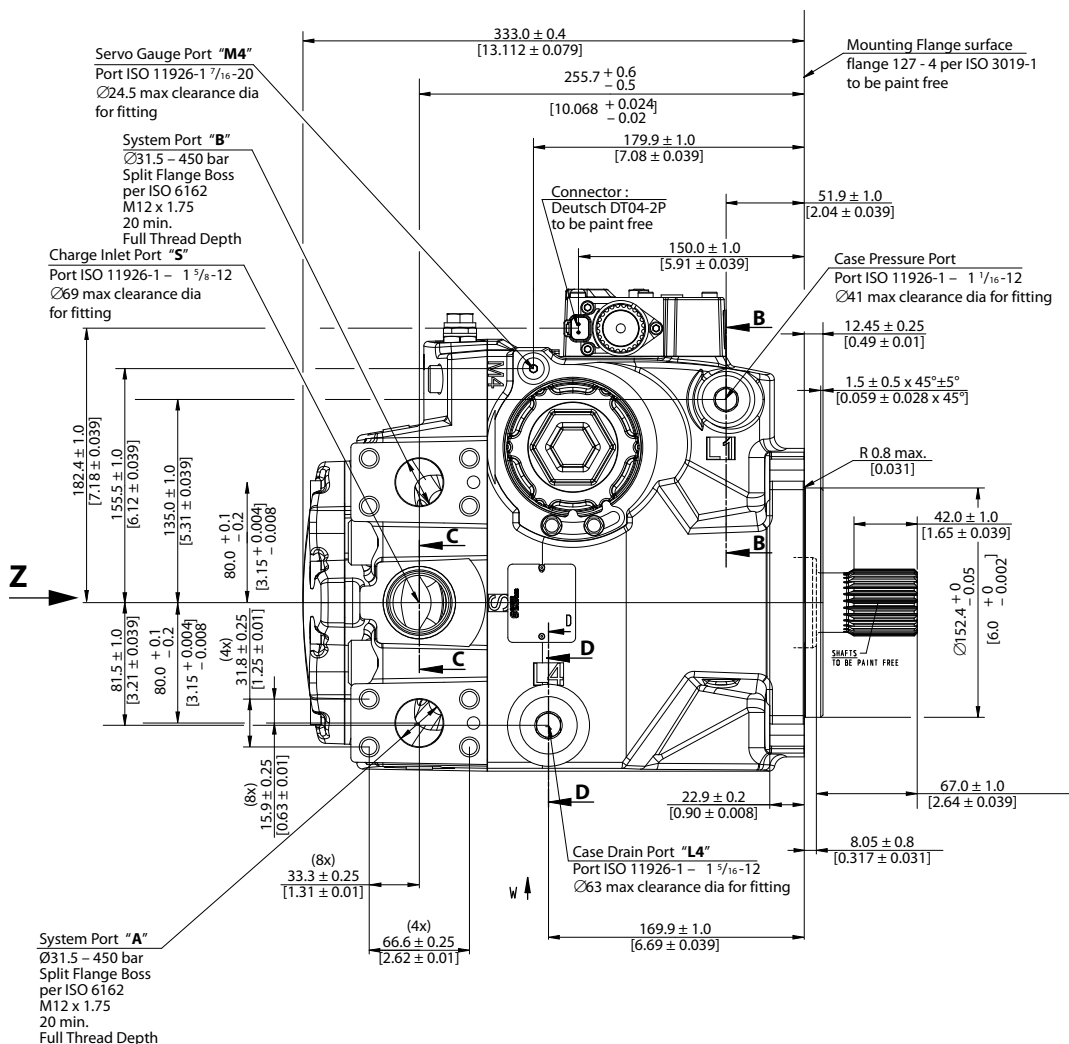 333.0 ± 0.4
[13.112 ± 0.079]
Servo Gauge Port "M4"
Port ISO 11926-1 7/16-20
Ø24.5 max clearance dia
for fitting
Mounting Flange surface
flange 127 - 4 per ISO 3019-1
to be paint free
255.7 + 0.6
- 0.5
[10.068 + 0.024
- 0.02 ]
System Port "B"
Ø31.5 – 450 bar
Split Flange Boss
per ISO 6162
M12 x 1.75
20 min.
Full Thread Depth
179.9 ± 1.0
[7.08 ± 0.039]
Connector :
Deutsch DT04-2P
to be paint free
51.9 ± 1.0
[2.04 ± 0.039]
Charge Inlet Port "S"
Port ISO 11926-1 – 1 5/8-12
Ø69 max clearance dia
for fitting
150.0 ± 1.0
[5.91 ± 0.039]
Case Pressure Port
Port ISO 11926-1 – 1 1/16-12
Ø41 max clearance dia for fitting
B
12.45 ± 0.25
[0.49 ± 0.01]
M4
1.5 ± 0.5 x 45°±5°
[0.059 ± 0.028 x 45°]
182.4 ± 1.0
[7.18 ± 0.039]
155.5 ± 1.0
[6.12 ± 0.039]
135.0 ± 1.0
[5.31 ± 0.039]
80.0 + 0.1
- 0.2
[3.15 + 0.004
- 0.008 ]
L1
R 0.8 max.
[0.031]
42.0 ± 1.0
[1.65 ± 0.039]
C
B
Z
S
D
Ø152.4 + 0
- 0.05
[6.0 + 0
- 0.002]
SHAFTS
TO BE PAINT FREE
81.5 ± 1.0
[3.21 ± 0.039]
80.0 + 0.1
- 0.2
[3.15 + 0.004
- 0.008 ]
(4x)
31.8 ± 0.25
[1.25 ± 0.01]
C
D
L4
(8x)
15.9 ± 0.25
[0.63 ± 0.01]
D
22.9 ± 0.2
[0.90 ± 0.008]
67.0 ± 1.0
[2.64 ± 0.039]
8.05 ± 0.8
[0.317 ± 0.031]
(8x)
33.3 ± 0.25
[1.31 ± 0.01]
Case Drain Port "L4"
Port ISO 11926-1 – 1 5/16-12
Ø63 max clearance dia for fitting
W
(4x)
66.6 ± 0.25
[2.62 ± 0.01]
169.9 ± 1.0
[6.69 ± 0.039]
System Port "A"
Ø31.5 – 450 bar
Split Flange Boss
per ISO 6162
M12 x 1.75
20 min.
Full Thread Depth